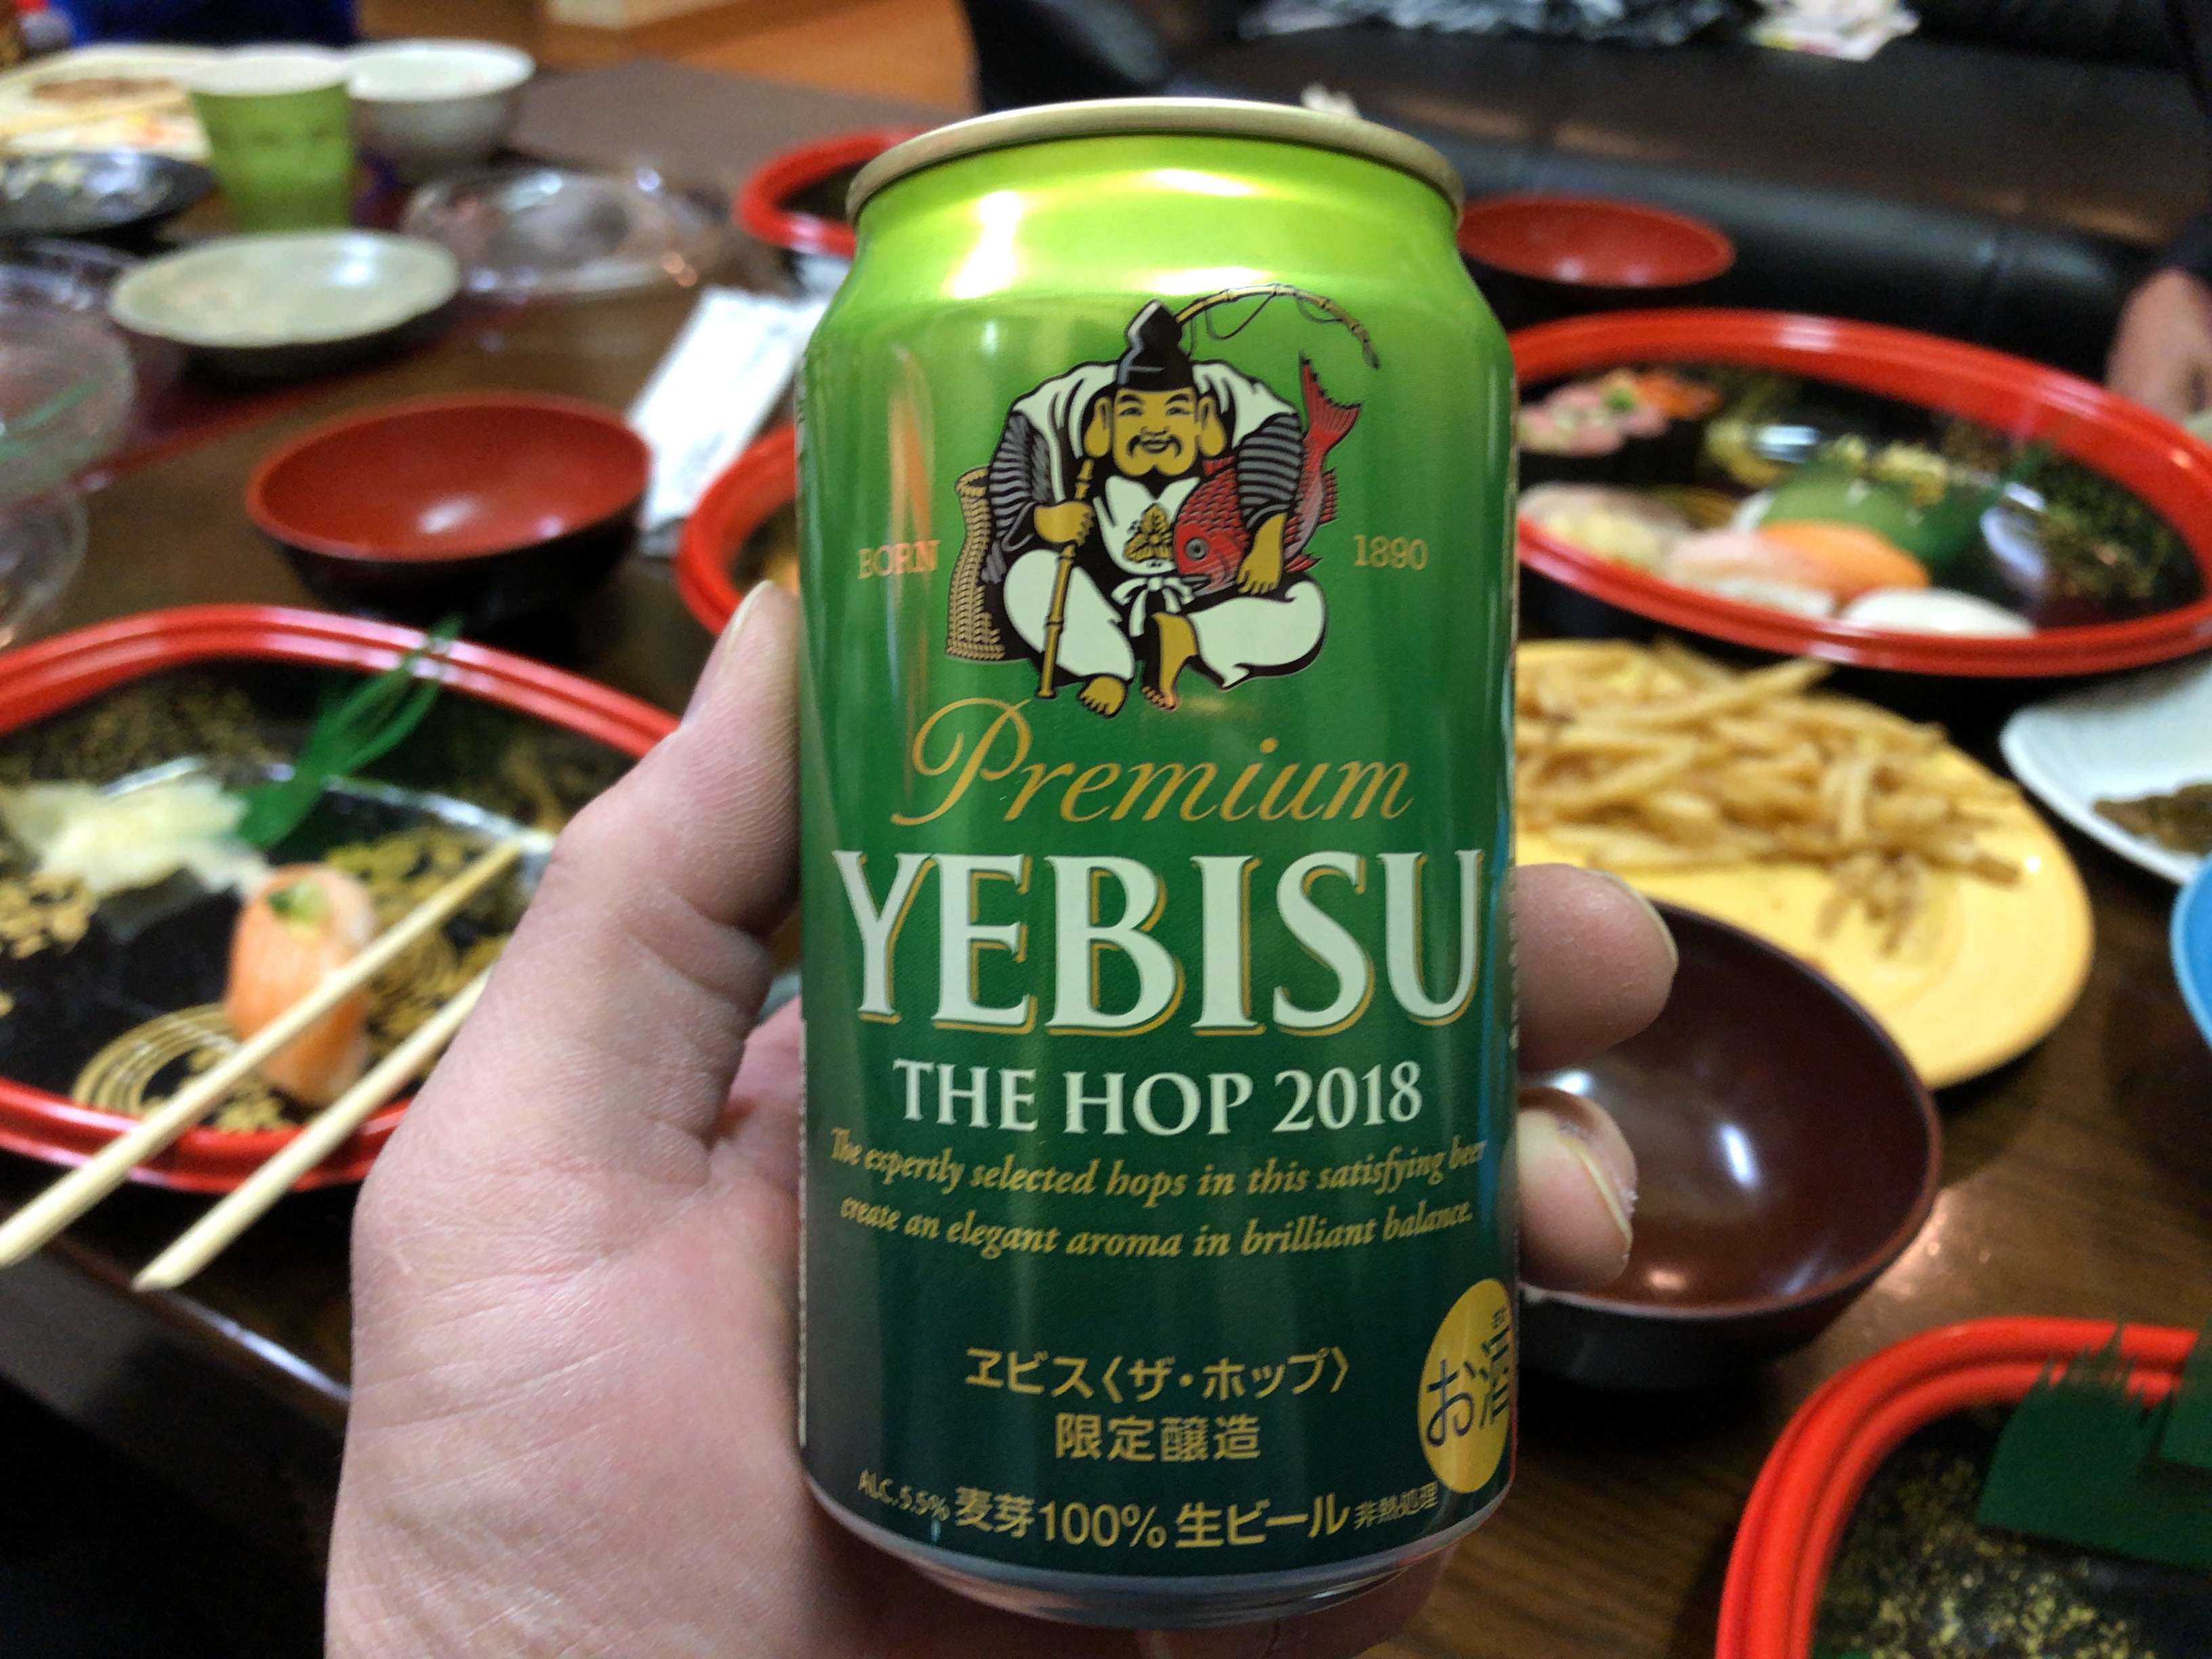 BORN 1890
Premium
YEBISU
THE HOP 2018
The expertly selected hops in this satisfying beer
create an elegant aroma in brilliant balance.
ヱビス〈ザ・ホップ〉
限定醸造
お酒
ALC.5.5% 麦芽100% 生ビール 非熱処理